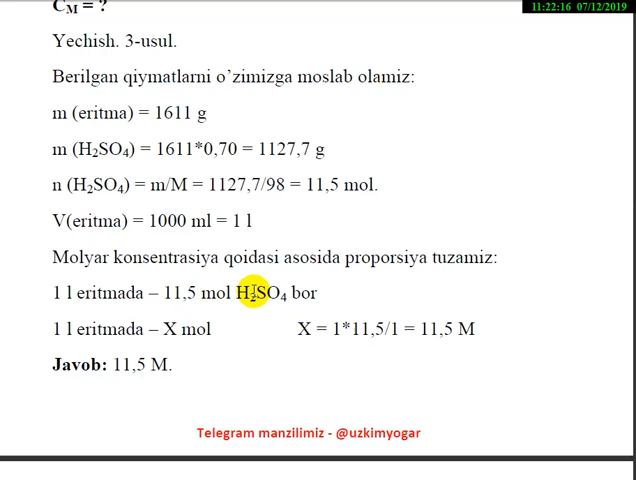 11:22:16 07/12/2019
C_M = ?
Yechish. 3-usul.
Berilgan qiymatlarni o’zimizga moslab olamiz:
m (eritma) = 1611 g
m (H₂SO₄) = 1611*0,70 = 1127,7 g
n (H₂SO₄) = m/M = 1127,7/98 = 11,5 mol.
V(eritma) = 1000 ml = 1 l
Molyar konsentrasiya qoidasi asosida proporsiya tuzamiz:
1 l eritmada – 11,5 mol H₂SO₄ bor
1 l eritmada – X mol X = 1*11,5/1 = 11,5 M
Javob: 11,5 M.
Telegram manzilimiz - @uzkimyogar